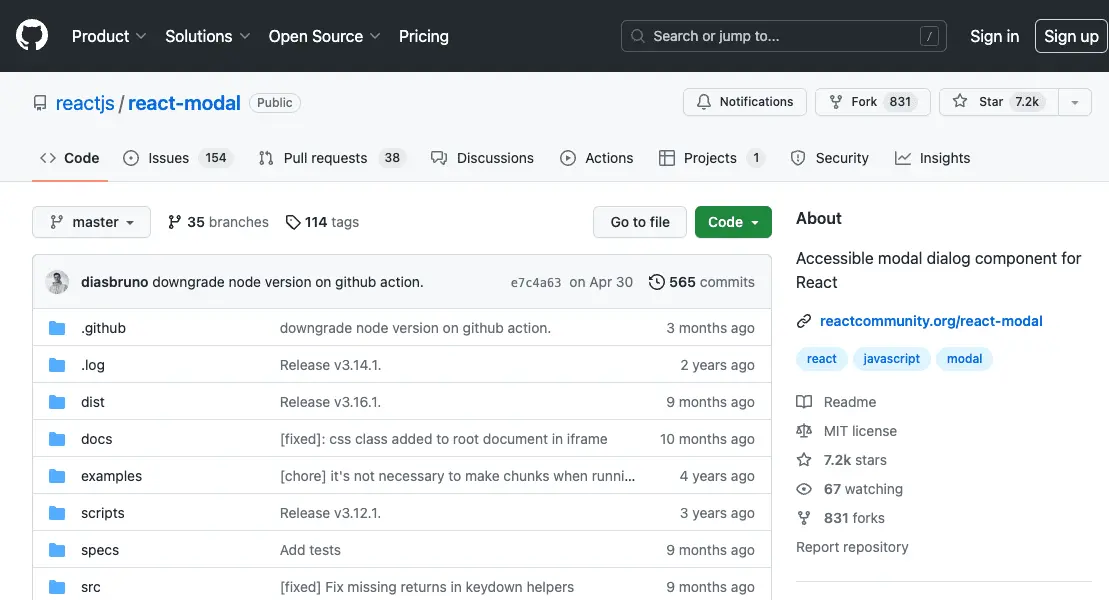 Product Solutions Open Source Pricing Search or jump to... / Sign in Sign up
reactjs / react-modal Public Notifications Fork 831 Star 7.2k
Code Issues 154 Pull requests 38 Discussions Actions Projects 1 Security Insights
master 35 branches 114 tags Go to file Code
diasbruno downgrade node version on github action. e7c4a63 on Apr 30 565 commits
.github downgrade node version on github action. 3 months ago
.log Release v3.14.1. 2 years ago
dist Release v3.16.1. 9 months ago
docs [fixed]: css class added to root document in iframe 10 months ago
examples [chore] it's not necessary to make chunks when runni... 4 years ago
scripts Release v3.12.1. 3 years ago
specs Add tests 9 months ago
src [fixed] Fix missing returns in keydown helpers 9 months ago
About
Accessible modal dialog component for
React
reactcommunity.org/react-modal
react javascript modal
Readme
MIT license
7.2k stars
67 watching
831 forks
Report repository